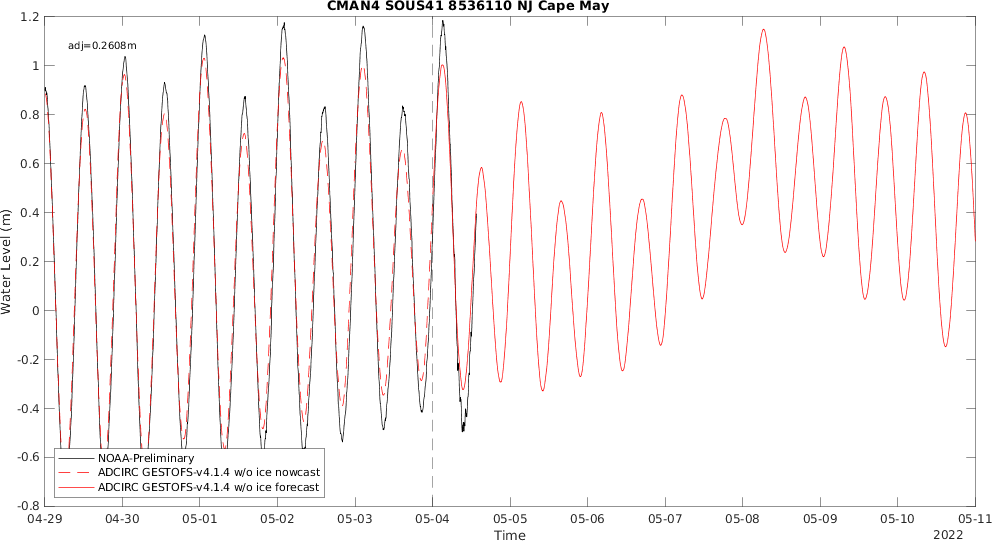 CMAN4 SOUS41 8536110 NJ Cape May
adj=0.2608m
Water Level (m)
1.2
1
0.8
0.6
0.4
0.2
0
-0.2
-0.4
-0.6
-0.8
NOAA-Preliminary
ADCIRC GESTOFS-v4.1.4 w/o ice nowcast
ADCIRC GESTOFS-v4.1.4 w/o ice forecast
04-29 04-30 05-01 05-02 05-03 05-04 05-05 05-06 05-07 05-08 05-09 05-10 05-11
Time
2022